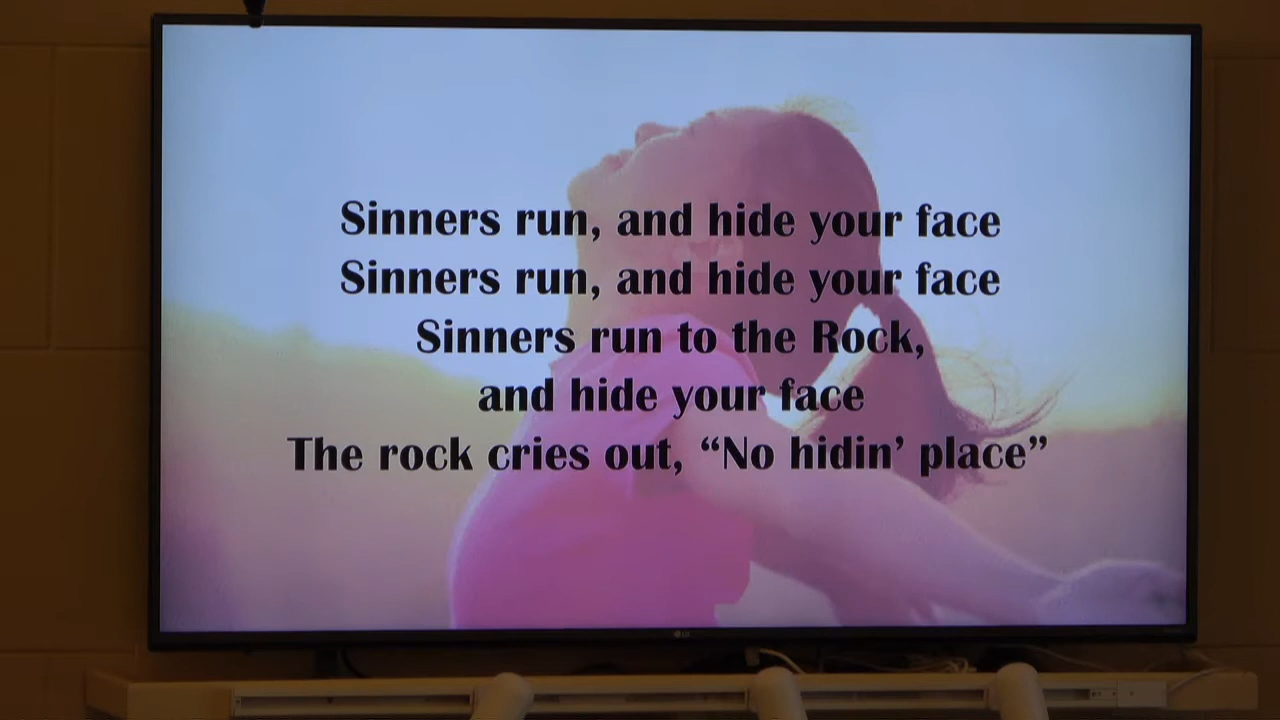 Sinners run, and hide your face
Sinners run, and hide your face
Sinners run to the Rock,
and hide your face
The rock cries out, “No hidin’ place”
LG